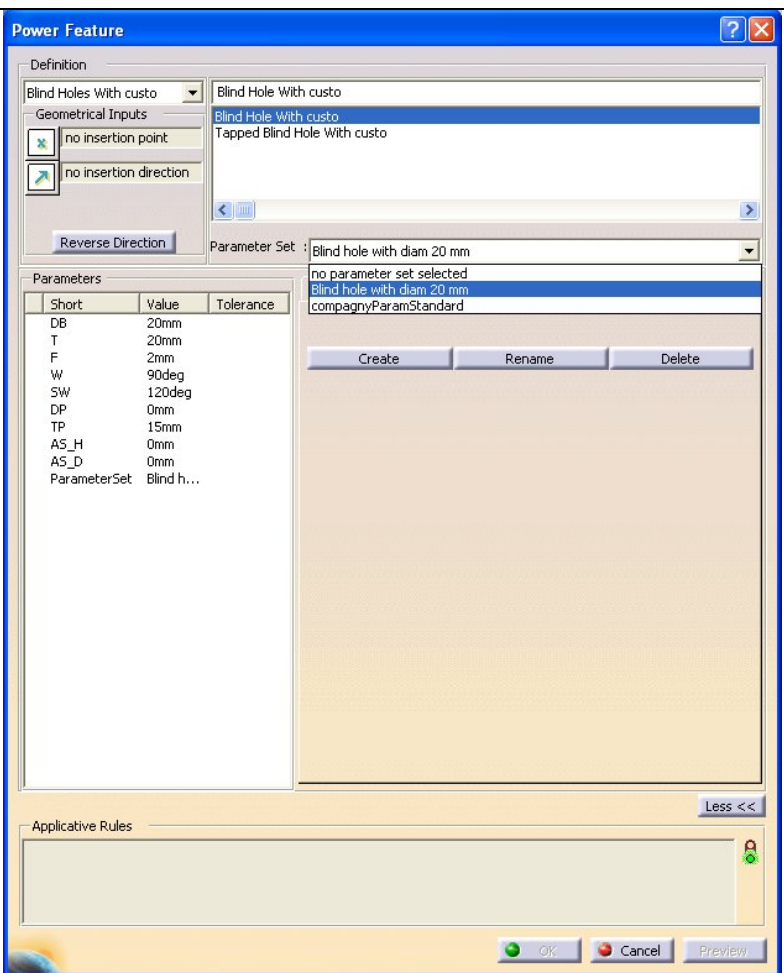 Power Feature
Definition
Blind Holes With custo
Blind Hole With custo
Geometrical Inputs
Blind Hole With custo
Tapped Blind Hole With custo
no insertion point
no insertion direction
Reverse Direction
Parameter Set : Blind hole with diam 20 mm
no parameter set selected
Blind hole with diam 20 mm
compagnyParamStandard
Parameters
Short Value Tolerance
DB 20mm
T 20mm
F 2mm
W 90deg
SW 120deg
DP 0mm
TP 15mm
AS_H 0mm
AS_D 0mm
ParameterSet Blind h...
Create Rename Delete
Less <<
Applicative Rules
OK Cancel Preview